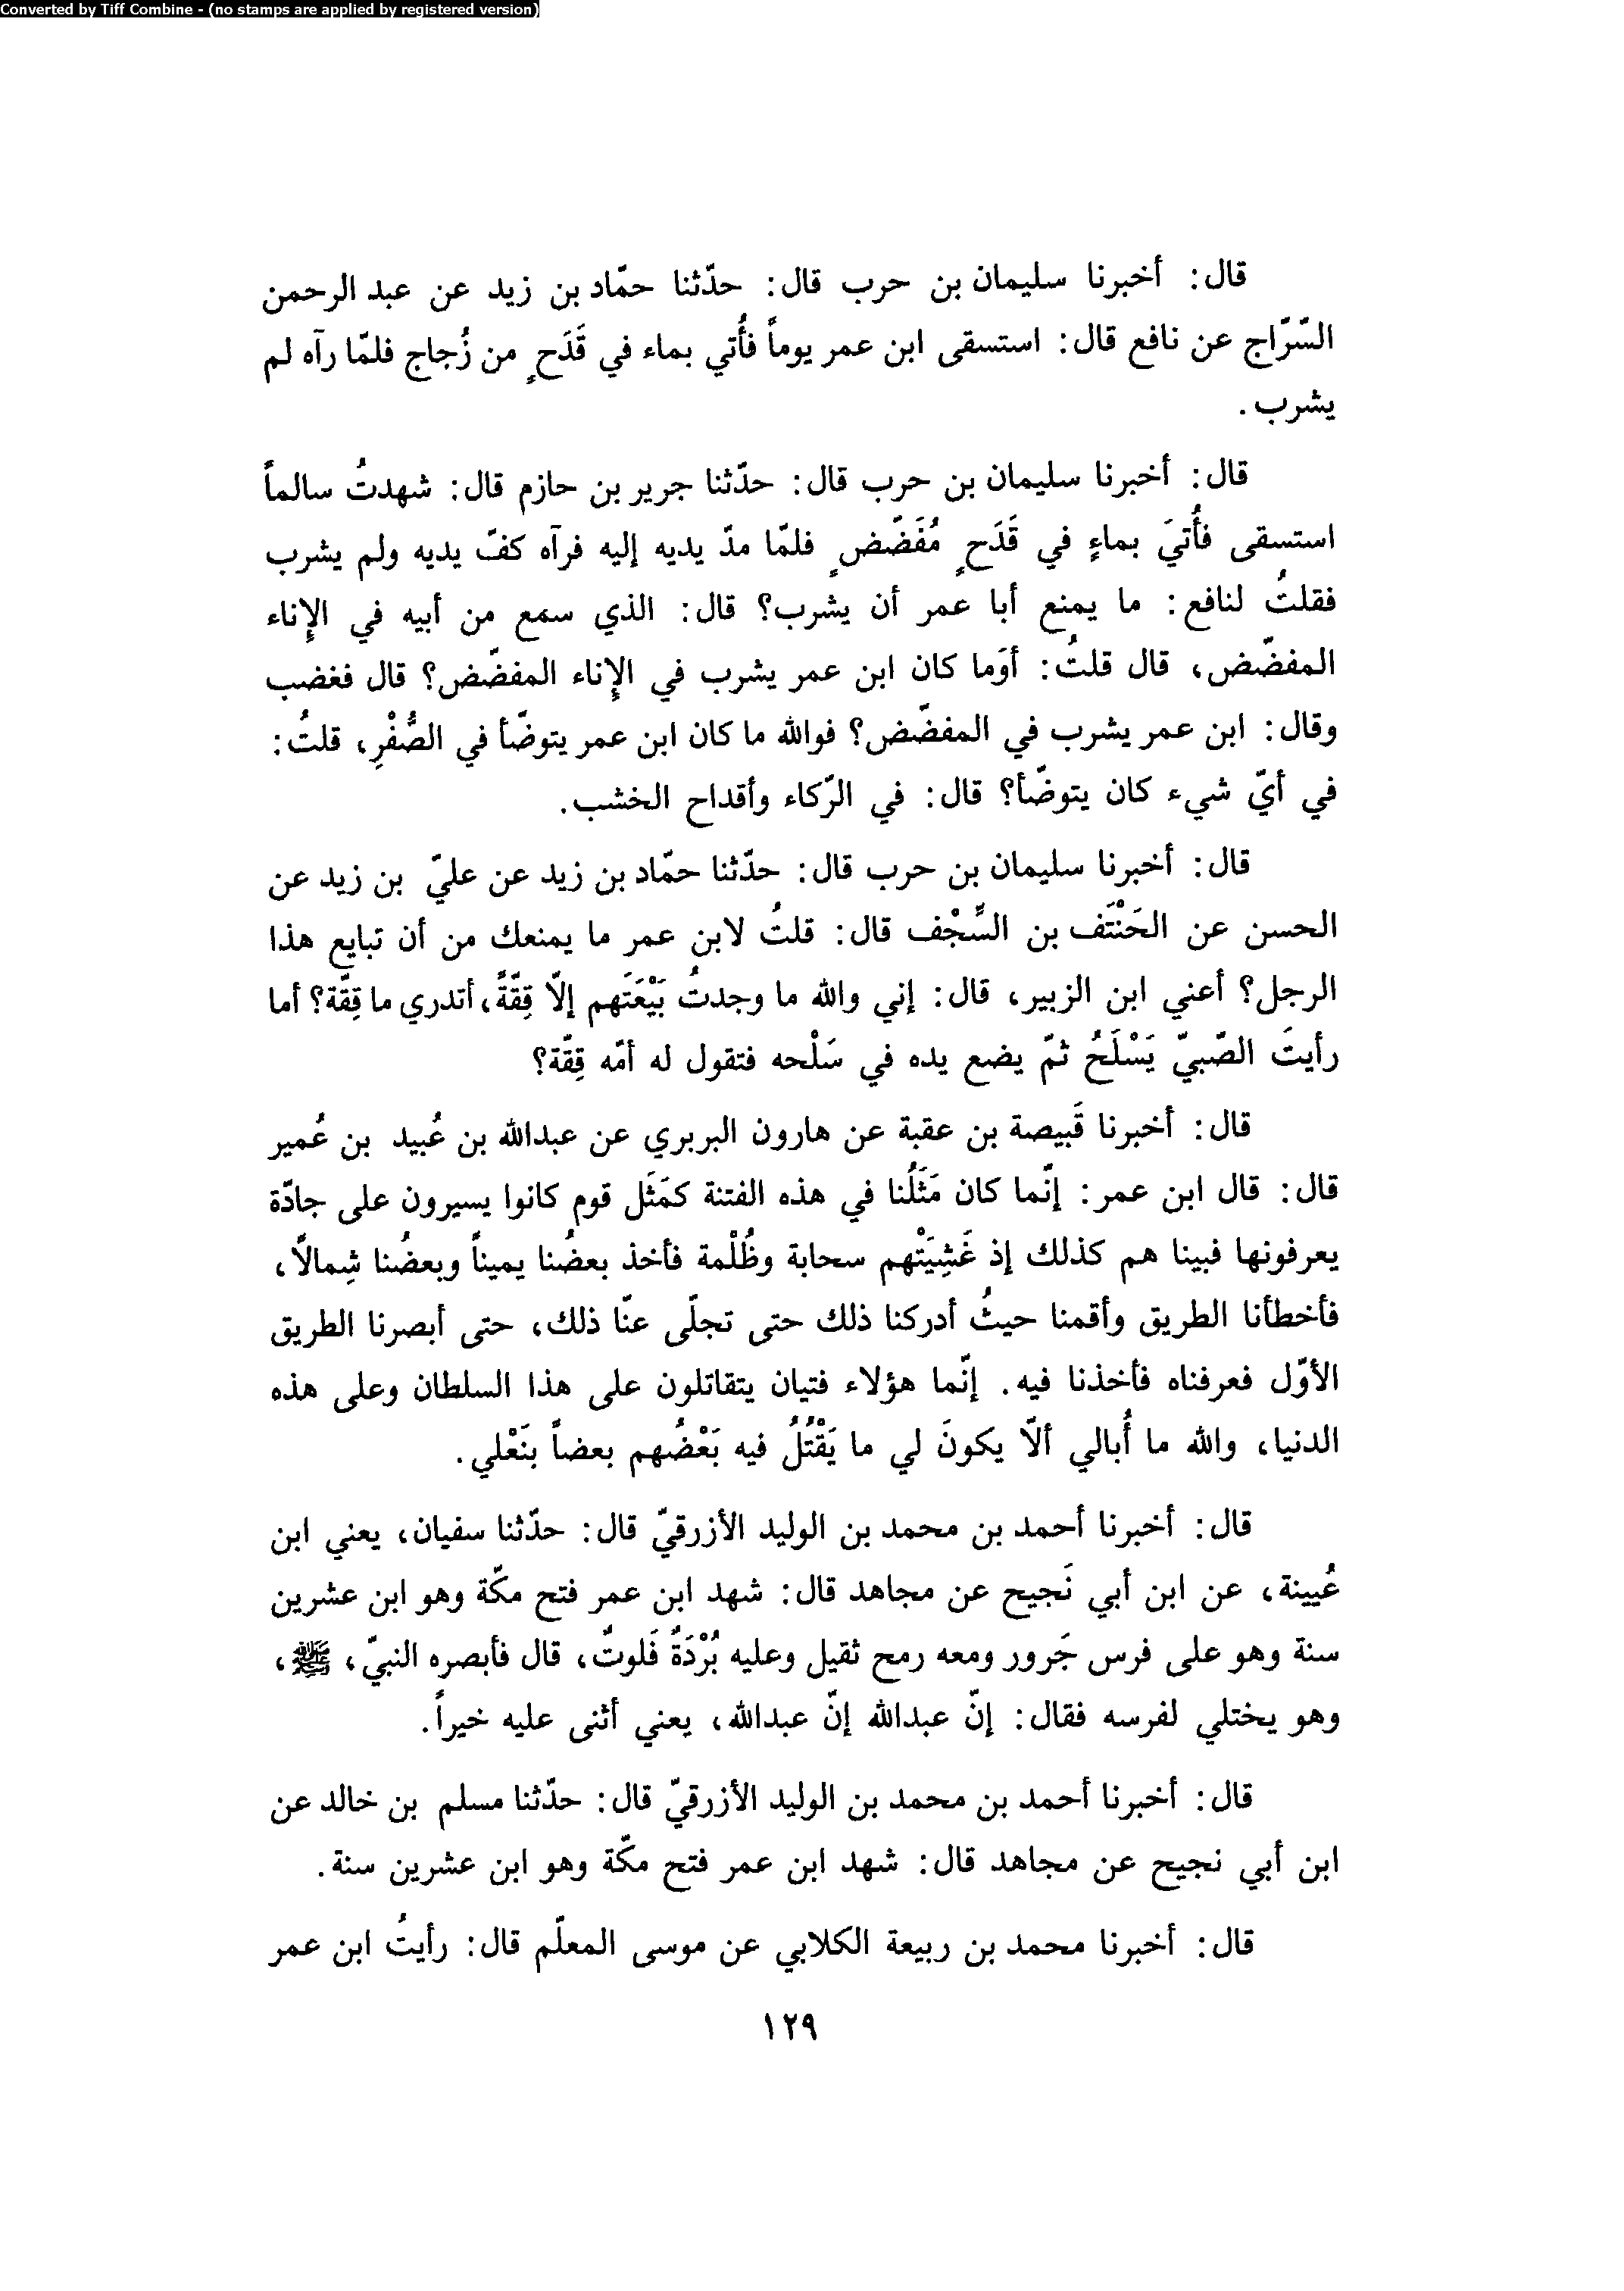 Converted by Tiff Combine - (no stamps are applied by registered version)
قال: أخبرنا سليمان بن حرب قال: حدّثنا حمّاد بن زيد عن عبد الرحمن
السّرّاج عن نافع قال: استسقى ابن عمر يوماً فأُتي بماء في قَدَحٍ من زُجاج فلمّا رآه لم
يشرب.
قال: أخبرنا سليمان بن حرب قال: حدّثنا جرير بن حازم قال: شهدتُ سالماً
استسقى فأُتيَ بماءٍ في قَدَحٍ مُفَضّضٍ فلمّا مدّ يديه إليه فرآه كفّ يديه ولم يشرب
فقلتُ لنافع: ما يمنع أبا عمر أن يشرب؟ قال: الذي سمع من أبيه في الإناء
المفضّض، قال قلتُ: أوَما كان ابن عمر يشرب في الإناء المفضّض؟ قال فغضب
وقال: ابن عمر يشرب في المفضّض؟ فوالله ما كان ابن عمر يتوضّأ في الصُّفْرِ، قلتُ:
في أيّ شيء كان يتوضّأ؟ قال: في الرّكاء وأقداح الخشب.
قال: أخبرنا سليمان بن حرب قال: حدّثنا حمّاد بن زيد عن عليّ بن زيد عن
الحسن عن الحَنْتَف بن السِّجْف قال: قلتُ لابن عمر ما يمنعك من أن تبايع هذا
الرجل؟ أعني ابن الزبير، قال: إني والله ما وجدتُ بَيْعَتَهم إلاّ قِقّةً، أتدري ما قِقّة؟ أما
رأيتَ الصّبيّ يَسْلَحُ ثمّ يضع يده في سَلْحه فتقول له أمّه قِقّة؟
قال: أخبرنا قَبيصة بن عقبة عن هارون البربري عن عبدالله بن عُبيد بن عُمير
قال: قال ابن عمر: إنّما كان مَثَلُنا في هذه الفتنة كمَثَل قوم كانوا يسيرون على جادّة
يعرفونها فبينا هم كذلك إذ غَشِيَتْهم سحابة وظُلْمة فأخذ بعضُنا يميناً وبعضُنا شِمالاً،
فأخطأنا الطريق وأقمنا حيثُ أدركنا ذلك حتى تجلّى عنّا ذلك، حتى أبصرنا الطريق
الأوّل فعرفناه فأخذنا فيه. إنّما هؤلاء فتيان يتقاتلون على هذا السلطان وعلى هذه
الدنيا، والله ما أُبالي ألاّ يكونَ لي ما يَقْتُلُ فيه بَعْضُهم بعضاً بنَعْلي.
قال: أخبرنا أحمد بن محمد بن الوليد الأزرقيّ قال: حدّثنا سفيان، يعني ابن
عُيينة، عن ابن أبي نَجيح عن مجاهد قال: شهد ابن عمر فتح مكّة وهو ابن عشرين
سنة وهو على فرس جَرور ومعه رمح ثقيل وعليه بُرْدَةٌ فَلوتٌ، قال فأبصره النبيّ، ﷺ،
وهو يختلي لفرسه فقال: إنّ عبدالله إنّ عبدالله، يعني أثنى عليه خيراً.
قال: أخبرنا أحمد بن محمد بن الوليد الأزرقيّ قال: حدّثنا مسلم بن خالد عن
ابن أبي نجيح عن مجاهد قال: شهد ابن عمر فتح مكّة وهو ابن عشرين سنة.
قال: أخبرنا محمد بن ربيعة الكلابي عن موسى المعلّم قال: رأيتُ ابن عمر
١٢٩